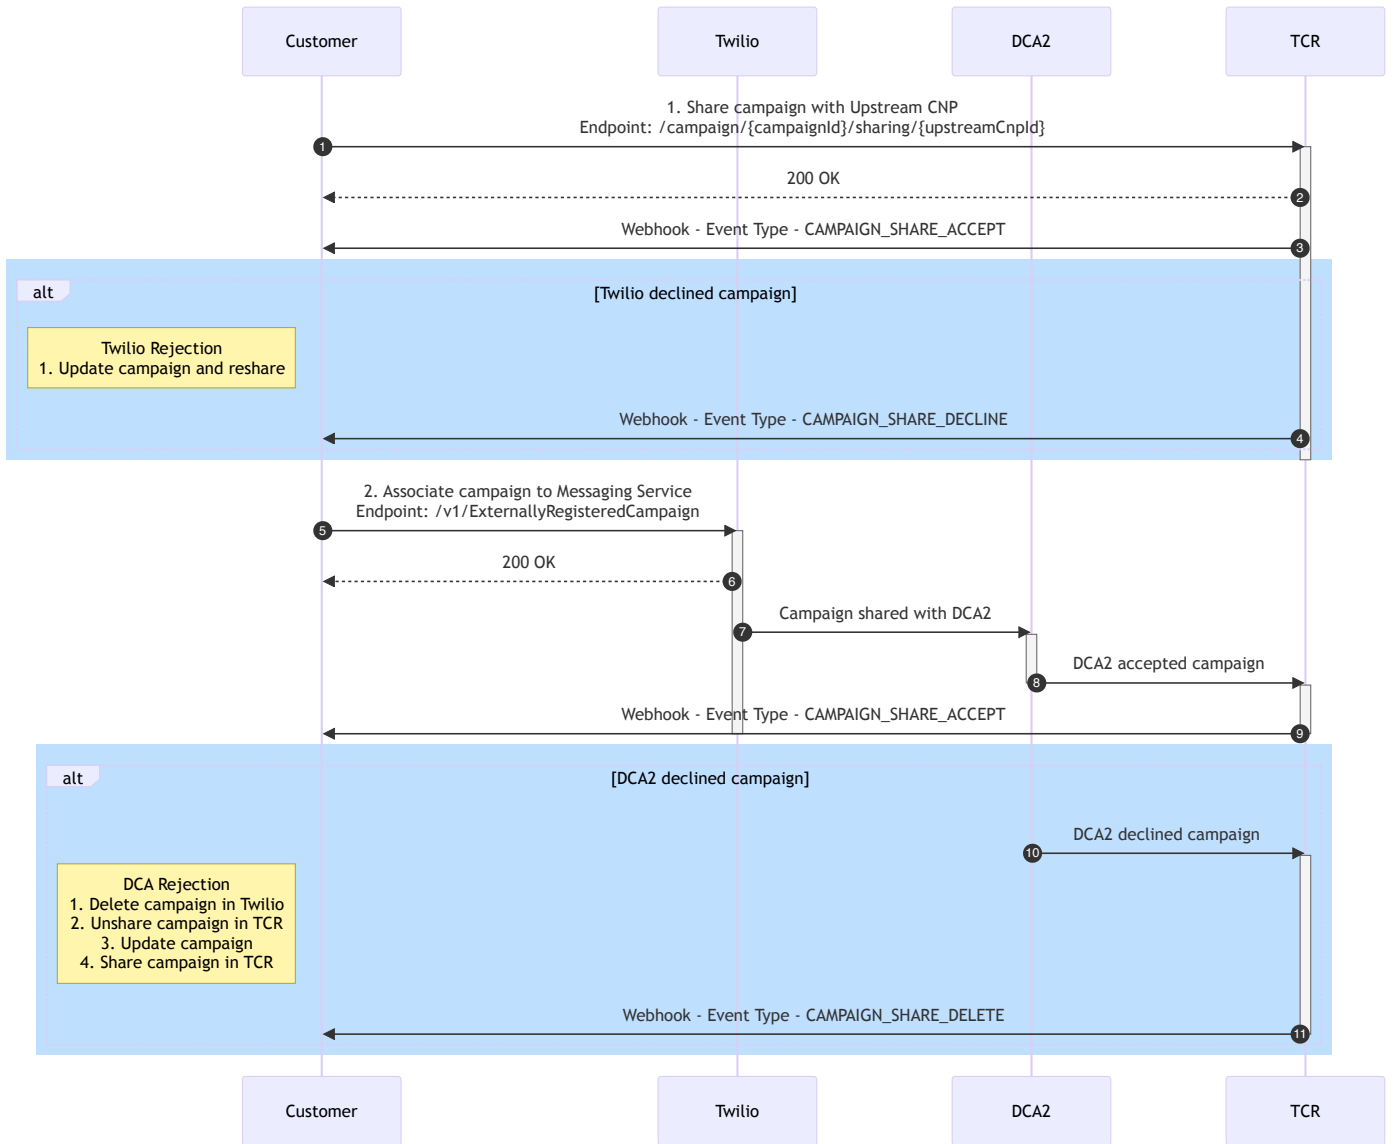 Customer
Twilio
DCA2
TCR
1. Share campaign with Upstream CNP
Endpoint: /campaign/{campaignId}/sharing/{upstreamCnpId}
1
200 OK
2
Webhook - Event Type - CAMPAIGN_SHARE_ACCEPT
3
alt
[Twilio declined campaign]
Twilio Rejection
1. Update campaign and reshare
Webhook - Event Type - CAMPAIGN_SHARE_DECLINE
4
2. Associate campaign to Messaging Service
Endpoint: /v1/ExternallyRegisteredCampaign
5
200 OK
6
Campaign shared with DCA2
7
DCA2 accepted campaign
8
Webhook - Event Type - CAMPAIGN_SHARE_ACCEPT
9
alt
[DCA2 declined campaign]
DCA2 declined campaign
10
DCA Rejection
1. Delete campaign in Twilio
2. Unshare campaign in TCR
3. Update campaign
4. Share campaign in TCR
Webhook - Event Type - CAMPAIGN_SHARE_DELETE
11
Customer
Twilio
DCA2
TCR